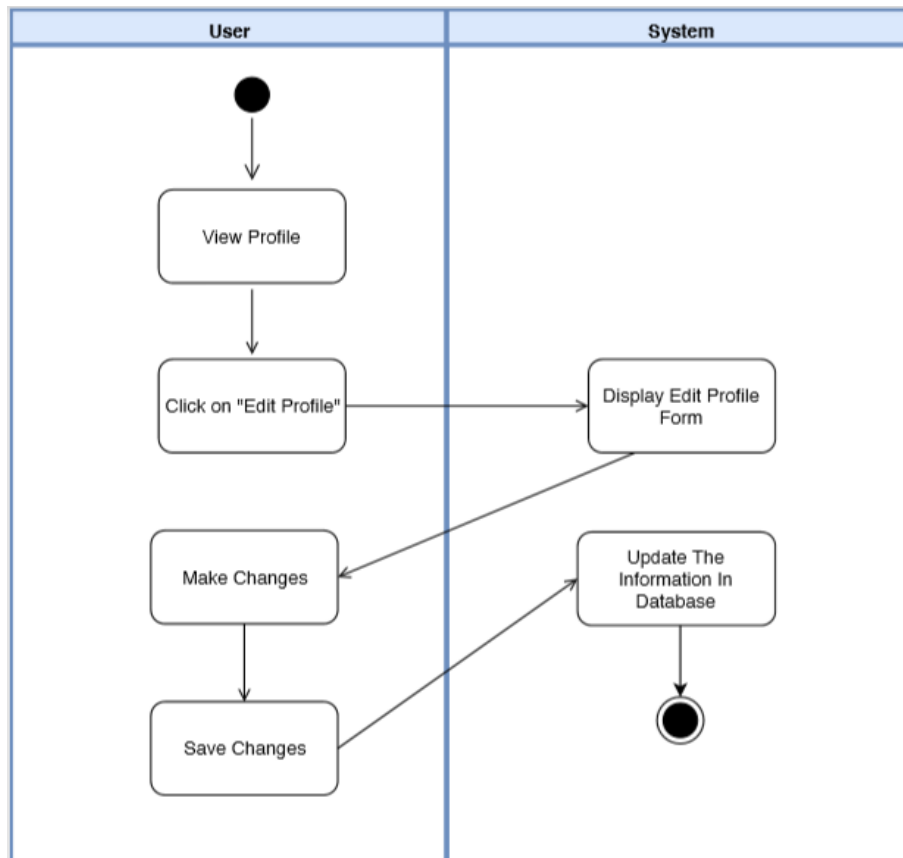 User
System
View Profile
Click on "Edit Profile"
Display Edit Profile
Form
Make Changes
Update The
Information In
Database
Save Changes